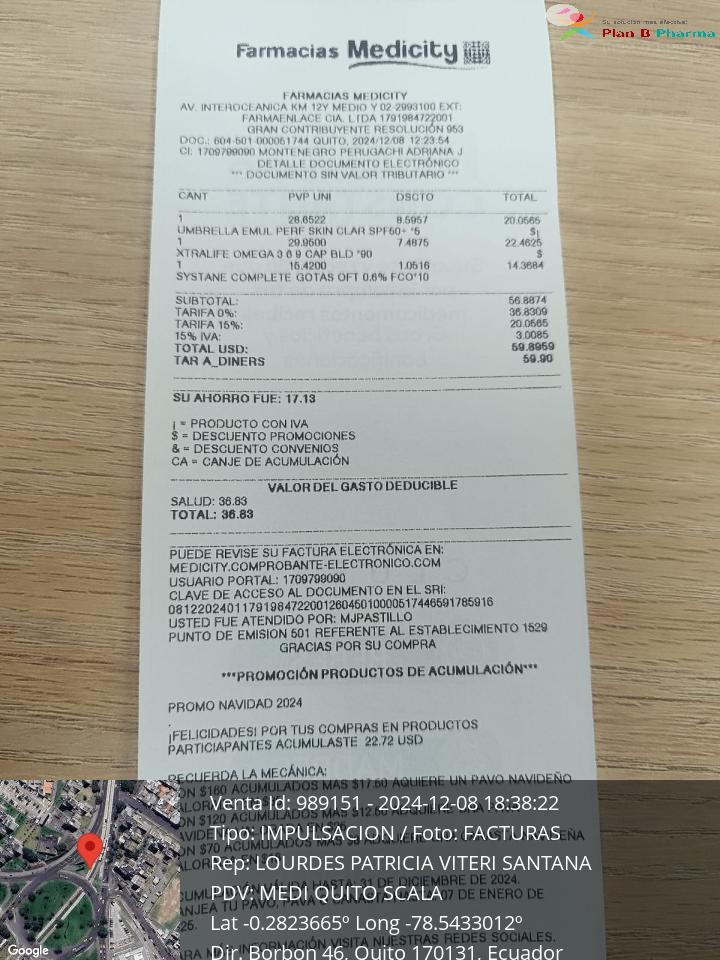 Su solución mas efectiva!
Plan B Pharma
Farmacias Medicity
FARMACIAS MEDICITY
AV. INTEROCEANICA KM 12Y MEDIO Y 02-2993100 EXT:
FARMAENLACE CIA. LTDA 1791984722001
GRAN CONTRIBUYENTE RESOLUCIÓN 953
DOC.: 604-501-000051744 QUITO, 2024/12/08 12:23:54
CI: 1709799090 MONTENEGRO PERUGACHI ADRIANA J
DETALLE DOCUMENTO ELECTRÓNICO
*** DOCUMENTO SIN VALOR TRIBUTARIO ***
CANT PVP UNI DSCTO TOTAL
1 28.6522 8.5957 20.0565
UMBRELLA EMUL PERF SKIN CLAR SPF60+ *5 $¡
1 29.9500 7.4875 22.4625
XTRALIFE OMEGA 3 6 9 CAP BLD *90 $
1 15.4200 1.0516 14.3684
SYSTANE COMPLETE GOTAS OFT 0.6% FCO*10
SUBTOTAL: 56.8874
TARIFA 0%: 36.8309
TARIFA 15%: 20.0565
15% IVA: 3.0085
TOTAL USD: 59.8959
TAR A_DINERS 59.90
SU AHORRO FUE: 17.13
¡ = PRODUCTO CON IVA
$ = DESCUENTO PROMOCIONES
& = DESCUENTO CONVENIOS
CA = CANJE DE ACUMULACIÓN
VALOR DEL GASTO DEDUCIBLE
SALUD: 36.83
TOTAL: 36.83
PUEDE REVISE SU FACTURA ELECTRÓNICA EN:
MEDICITY.COMPROBANTE-ELECTRONICO.COM
USUARIO PORTAL: 1709799090
CLAVE DE ACCESO AL DOCUMENTO EN EL SRI:
0812202401179198472200126045010000517446591785916
USTED FUE ATENDIDO POR: MJPASTILLO
PUNTO DE EMISION 501 REFERENTE AL ESTABLECIMIENTO 1529
GRACIAS POR SU COMPRA
***PROMOCIÓN PRODUCTOS DE ACUMULACIÓN***
PROMO NAVIDAD 2024
¡FELICIDADES! POR TUS COMPRAS EN PRODUCTOS
PARTICIAPANTES ACUMULASTE 22.72 USD
RECUERDA LA MECÁNICA:
CON $160 ACUMULADOS MAS $17.60 AQUIERE UN PAVO NAVIDEÑO
Venta Id: 989151 - 2024-12-08 18:38:22
Tipo: IMPULSACION / Foto: FACTURAS
Rep: LOURDES PATRICIA VITERI SANTANA
PDV: MEDI QUITO SCALA
Lat -0.2823665º Long -78.5433012º
Dir. Borbon 46, Quito 170131, Ecuador
Google